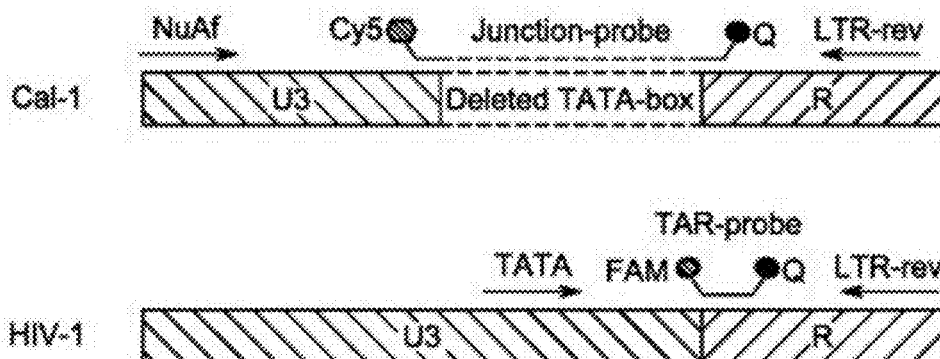 NuAf Cy5 Junction-probe Q LTR-rev
Cal-1 U3 Deleted TATA-box R
TAR-probe
TATA FAM Q LTR-rev
HIV-1 U3 R